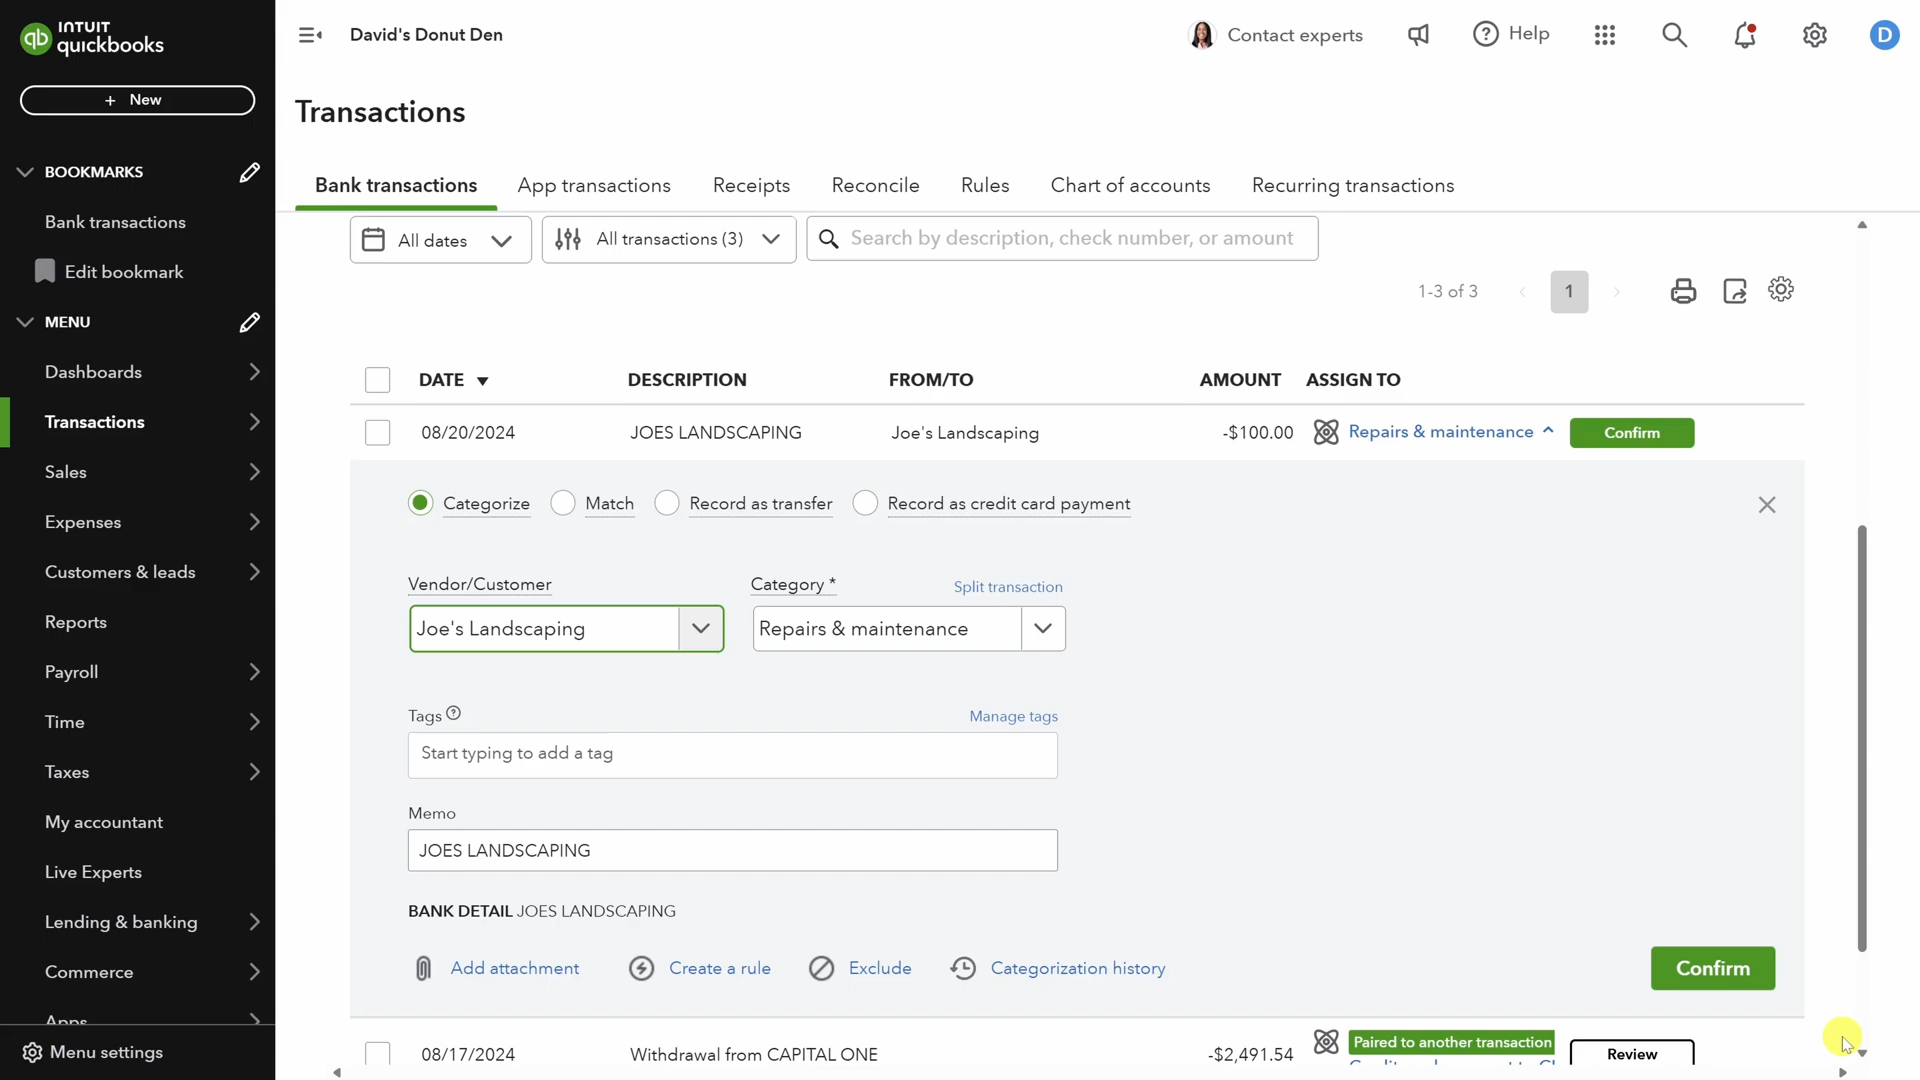 INTUIT
quickbooks
David's Donut Den
Contact experts
Help
D
+ New
Transactions
BOOKMARKS
Bank transactions
Edit bookmark
MENU
Dashboards
Transactions
Sales
Expenses
Customers & leads
Reports
Payroll
Time
Taxes
My accountant
Live Experts
Lending & banking
Commerce
Apps
Menu settings
Bank transactions
App transactions
Receipts
Reconcile
Rules
Chart of accounts
Recurring transactions
All dates
All transactions (3)
Search by description, check number, or amount
1-3 of 3
1
DATE DESCRIPTION FROM/TO AMOUNT ASSIGN TO
08/20/2024 JOES LANDSCAPING Joe's Landscaping -$100.00 Repairs & maintenance Confirm
Categorize Match Record as transfer Record as credit card payment
Vendor/Customer Category * Split transaction
Joe's Landscaping Repairs & maintenance
Tags Manage tags
Start typing to add a tag
Memo
JOES LANDSCAPING
BANK DETAIL JOES LANDSCAPING
Add attachment Create a rule Exclude Categorization history Confirm
Paired to another transaction
08/17/2024 Withdrawal from CAPITAL ONE -$2,491.54 Review